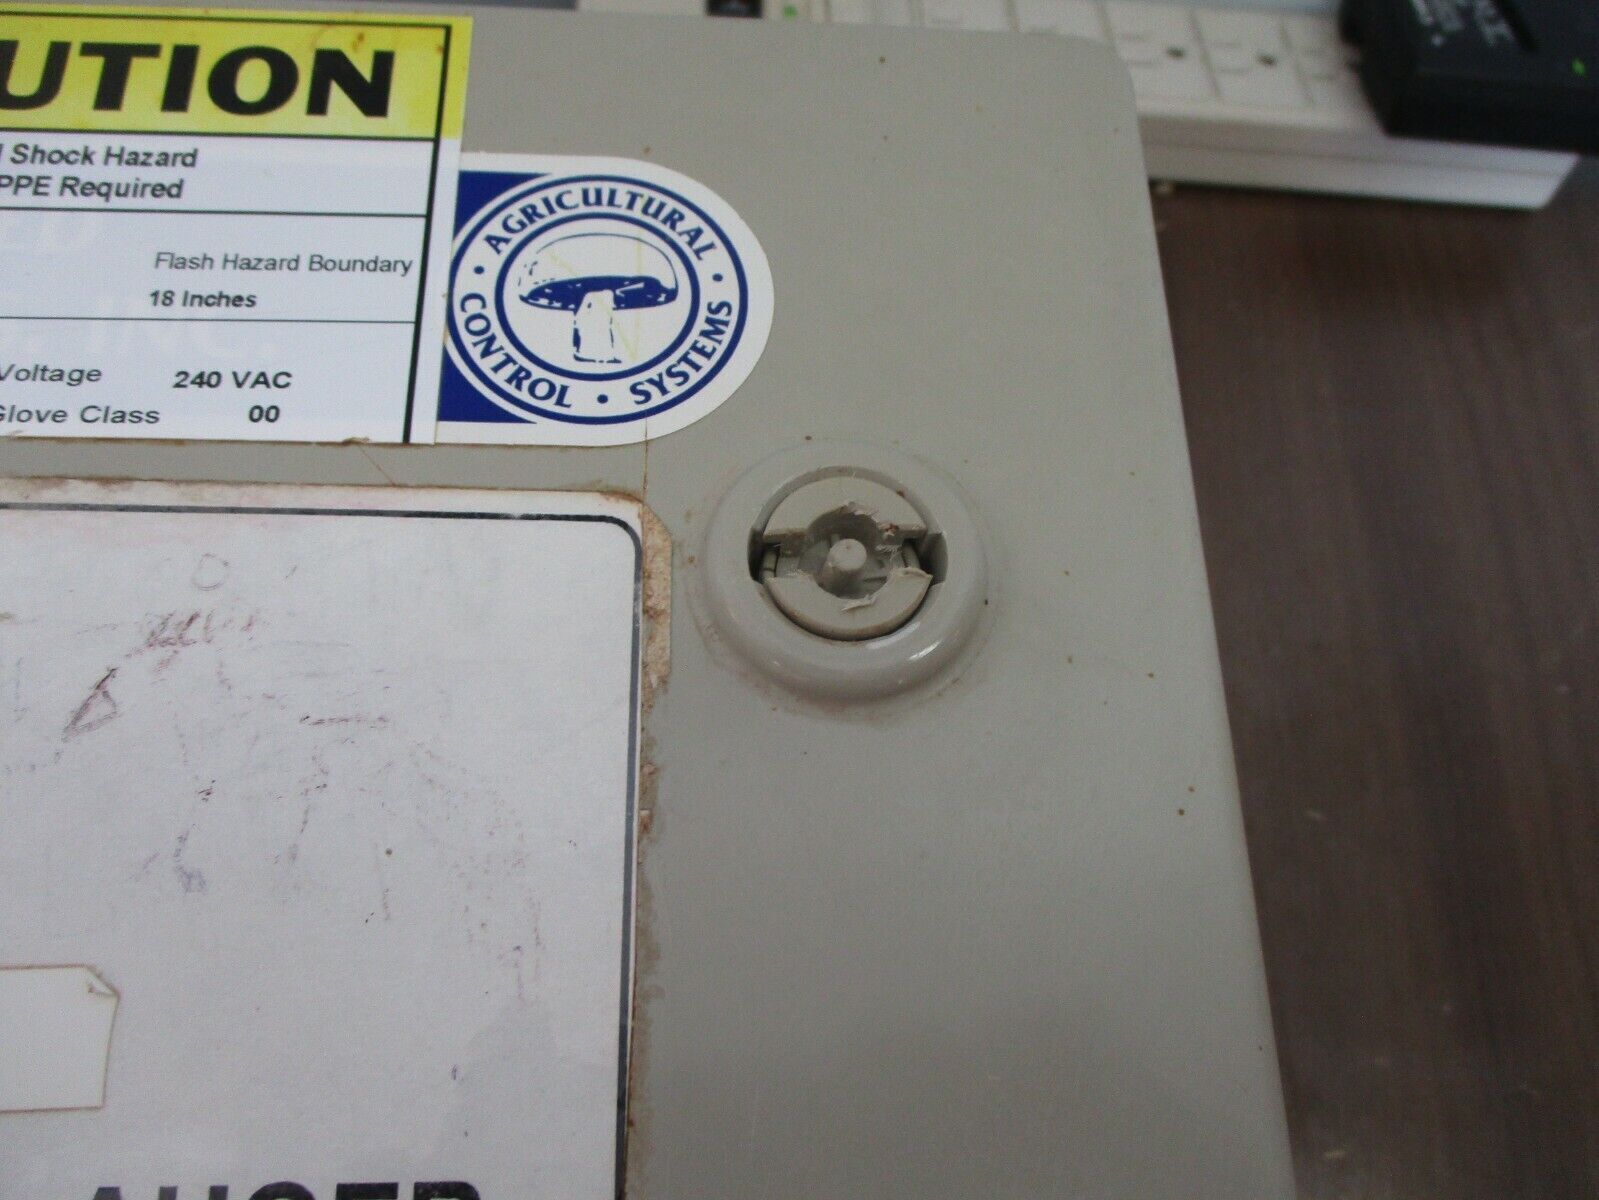 UTION
Shock Hazard
PPE Required
Flash Hazard Boundary
18 Inches
Voltage 240 VAC
Glove Class 00
• AGRICULTURAL •
CONTROL • SYSTEMS
AUGER